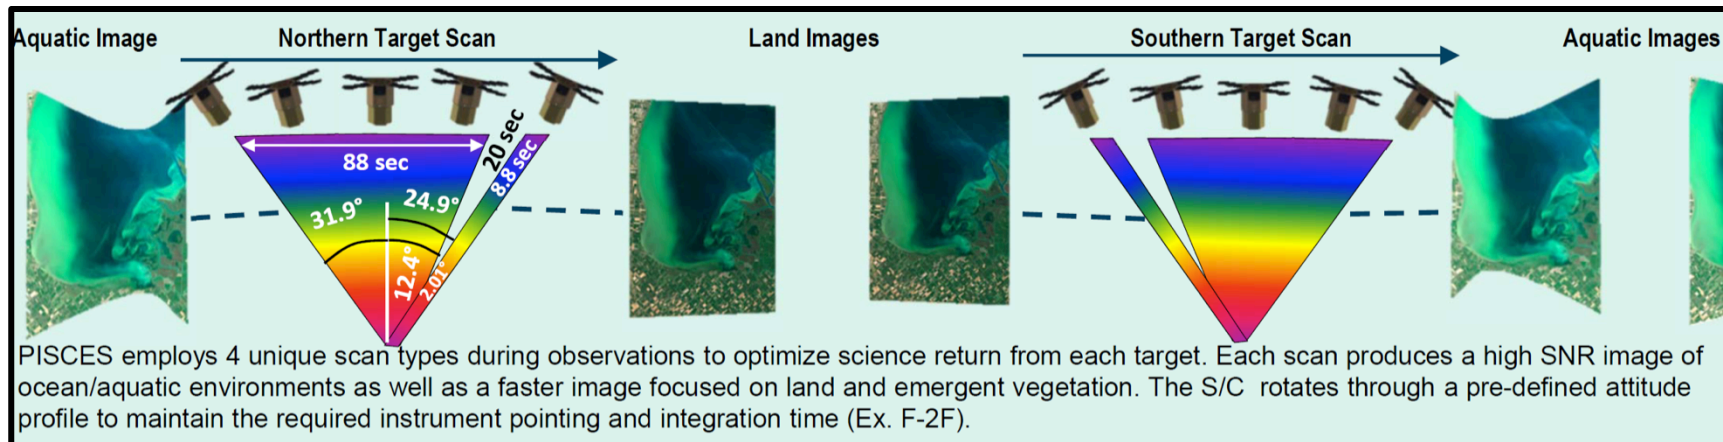 Aquatic Image
Northern Target Scan
Land Images
Southern Target Scan
Aquatic Images
88 sec
20 sec
8.8 sec
31.9°
24.9°
12.4°
2.01°
PISCES employs 4 unique scan types during observations to optimize science return from each target. Each scan produces a high SNR image of
ocean/aquatic environments as well as a faster image focused on land and emergent vegetation. The S/C rotates through a pre-defined attitude
profile to maintain the required instrument pointing and integration time (Ex. F-2F).